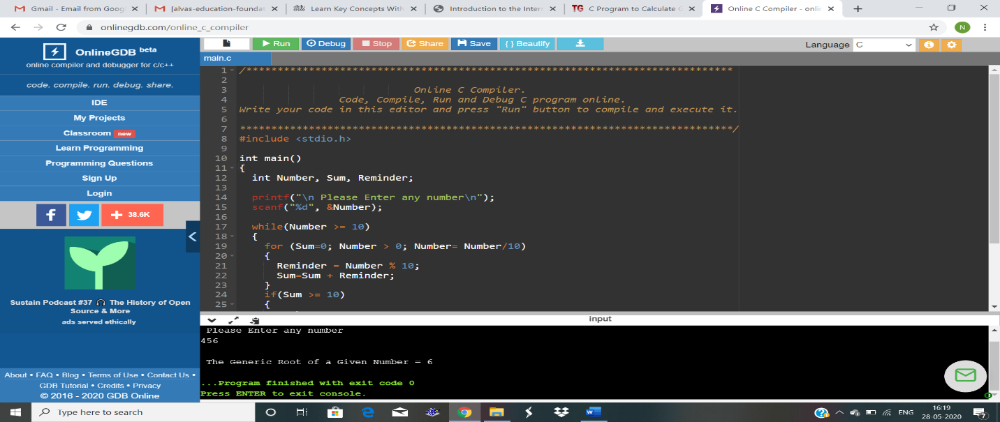 Gmail - Email from Goog
[alvas-education-foundat
Learn Key Concepts With
Introduction to the Inter
TG C Program to Calculate G
Online C Compiler - onlin
onlinegdb.com/online_c_compiler
N
OnlineGDB beta
online compiler and debugger for c/c++
code. compile. run. debug. share.
IDE
My Projects
Classroom new
Learn Programming
Programming Questions
Sign Up
Login
38.6K
Sustain Podcast #37 🎧 The History of Open
Source & More
ads served ethically
About • FAQ • Blog • Terms of Use • Contact Us •
GDB Tutorial • Credits • Privacy
© 2016 - 2020 GDB Online
Run Debug Stop Share Save { } Beautify
Language C
main.c
1 /******************************************************************************
2
3 Online C Compiler.
4 Code, Compile, Run and Debug C program online.
5 Write your code in this editor and press "Run" button to compile and execute it.
6
7 *******************************************************************************/
8 #include <stdio.h>
9
10 int main()
11 {
12 int Number, Sum, Reminder;
13
14 printf("\n Please Enter any number\n");
15 scanf("%d", &Number);
16
17 while(Number >= 10)
18 {
19 for (Sum=0; Number > 0; Number= Number/10)
20 {
21 Reminder = Number % 10;
22 Sum=Sum + Reminder;
23 }
24 if(Sum >= 10)
25 {
input
Please Enter any number
456
The Generic Root of a Given Number = 6
...Program finished with exit code 0
Press ENTER to exit console.
Type here to search
ENG
16:19
28-05-2020
7